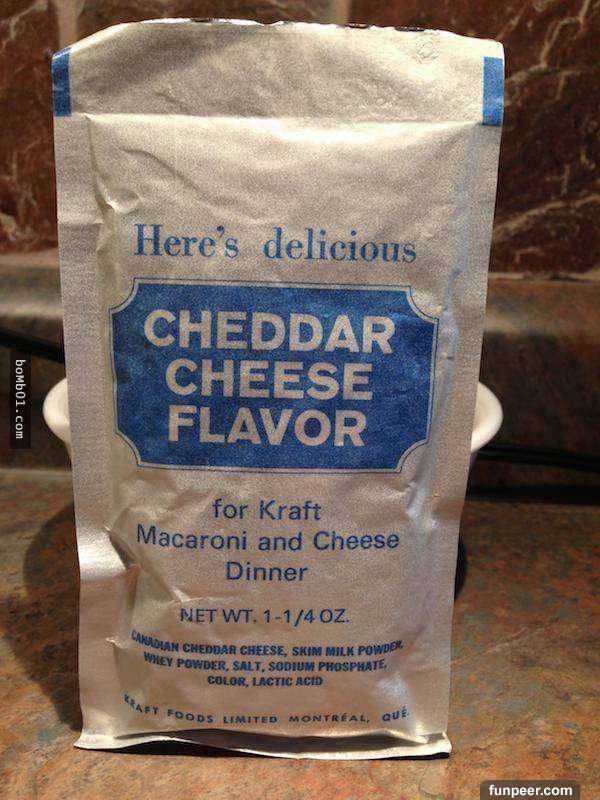 Here's delicious
CHEDDAR
CHEESE
FLAVOR
for Kraft
Macaroni and Cheese
Dinner
NET WT. 1-1/4 OZ.
CANADIAN CHEDDAR CHEESE, SKIM MILK POWDER,
WHEY POWDER, SALT, SODIUM PHOSPHATE,
COLOR, LACTIC ACID
KRAFT FOODS LIMITED MONTRÉAL, QUÉ.
boMb01.com
funpeer.com